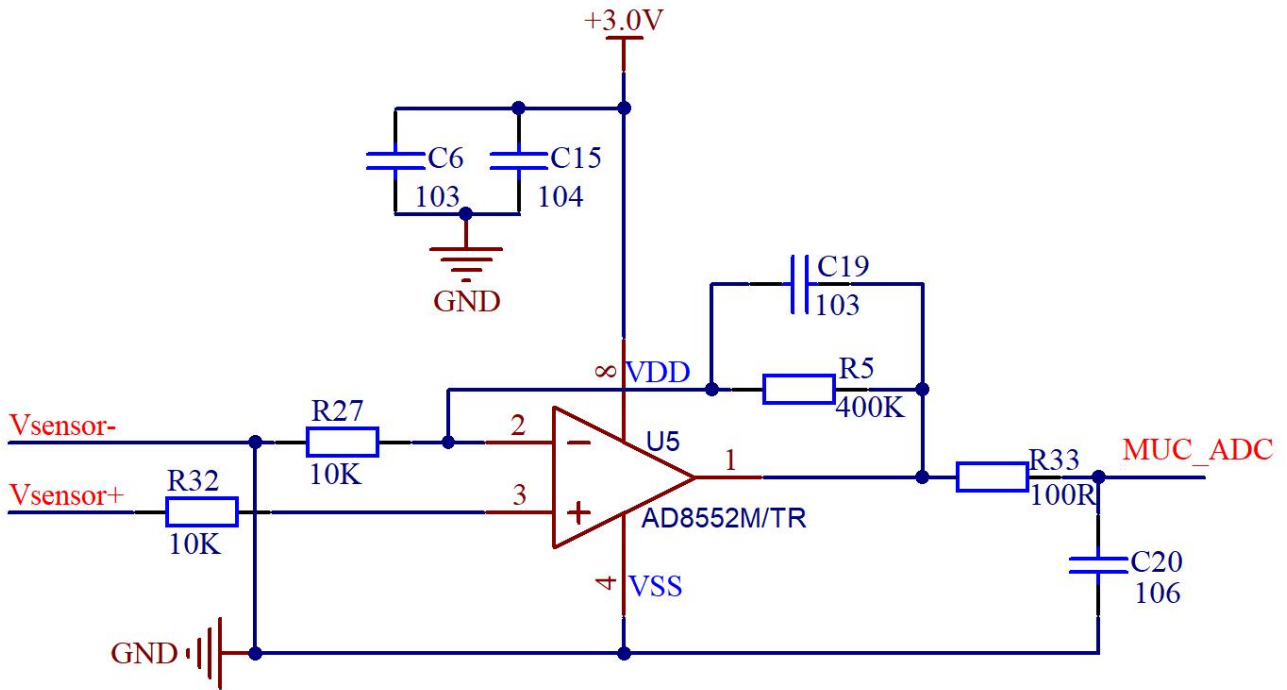 +3.0V
C6
103
C15
104
GND
C19
103
8
VDD
R5
400K
Vsensor-
R27
10K
2
U5
1
MUC_ADC
R33
100R
Vsensor+
R32
10K
3
AD8552M/TR
4
VSS
C20
106
GND